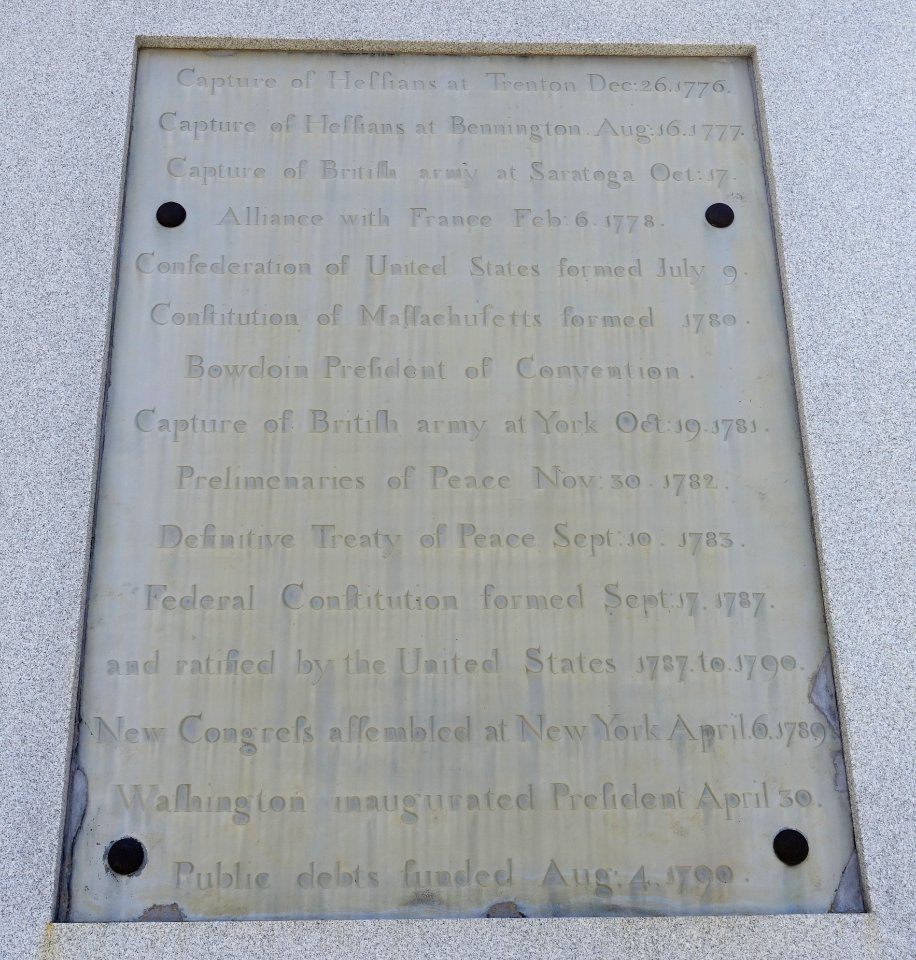 Capture of Heſſians at Trenton Dec: 26. 1776.
Capture of Heſſians at Bennington Aug: 16. 1777.
Capture of Britiſh army at Saratoga Oct: 17.
Alliance with France Feb: 6. 1778.
Confederation of United States formed July 9.
Conſtitution of Maſſachuſetts formed 1780.
Bowdoin Preſident of Convention.
Capture of Britiſh army at York Oct: 19. 1781.
Prelimenaries of Peace Nov: 30. 1782.
Definitive Treaty of Peace Sept: 10. 1783.
Federal Conſtitution formed Sept: 17. 1787.
and ratified by the United States 1787. to. 1790.
New Congreſs aſſembled at New York April. 6. 1789.
Waſhington inaugurated Preſident April 30.
Public debts funded Aug: 4. 1790.